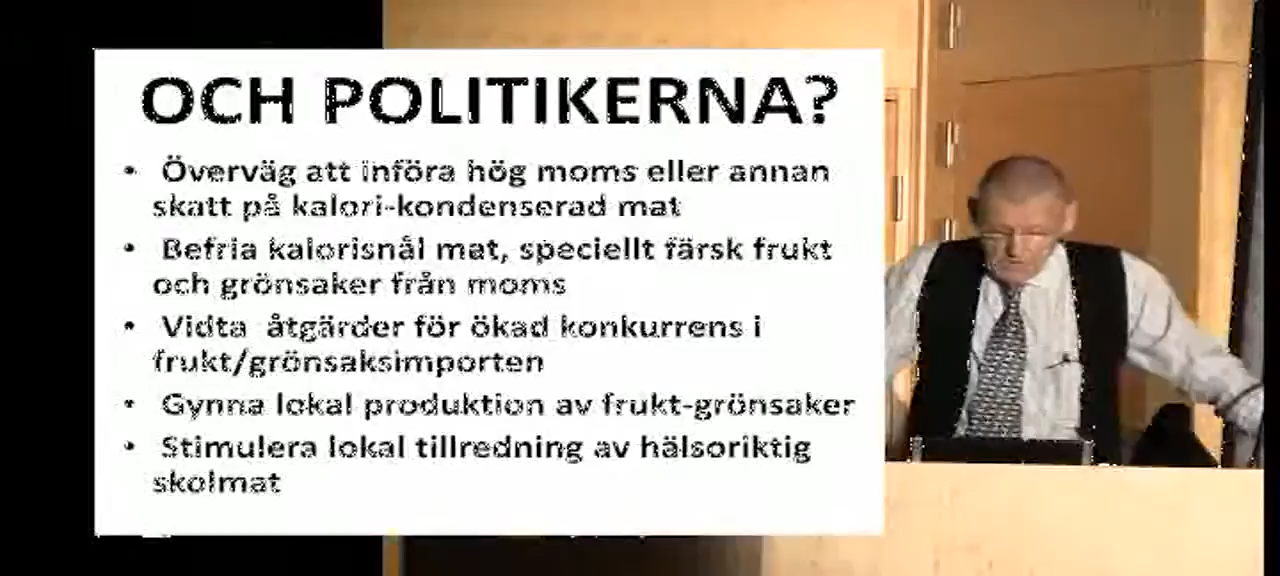 OCH POLITIKERNA?
• Överväg att införa hög moms eller annan
skatt på kalori-kondenserad mat
• Befria kalorisnål mat, speciellt färsk frukt
och grönsaker från moms
• Vidta åtgärder för ökad konkurrens i
frukt/grönsaksimporten
• Gynna lokal produktion av frukt-grönsaker
• Stimulera lokal tillredning av hälsoriktig
skolmat